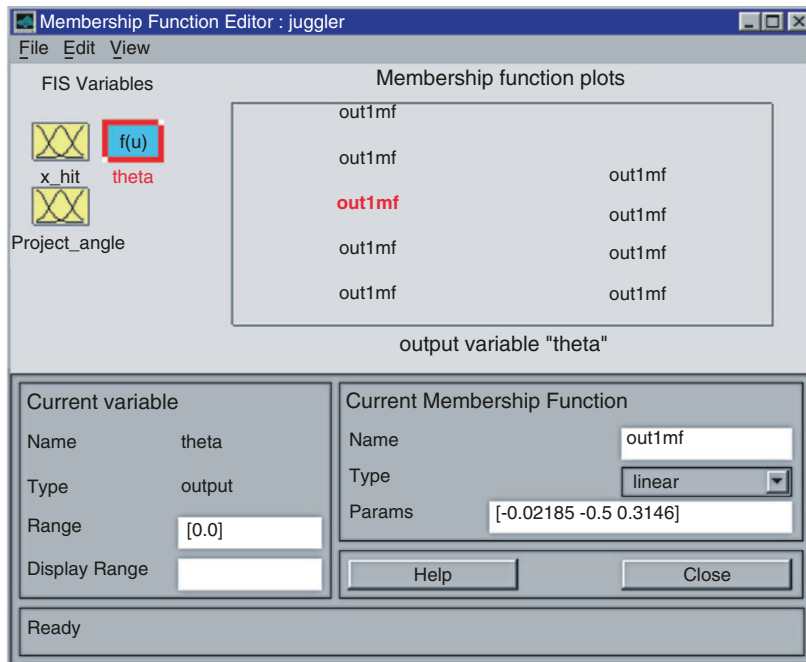 Membership Function Editor : juggler
File Edit View
FIS Variables
f(u)
x_hit theta
Project_angle
Membership function plots
out1mf
out1mf
out1mf
out1mf
out1mf
out1mf
out1mf
out1mf
out1mf
output variable "theta"
Current variable
Name theta
Type output
Range [0.0]
Display Range
Current Membership Function
Name out1mf
Type linear
Params [-0.02185 -0.5 0.3146]
Help Close
Ready